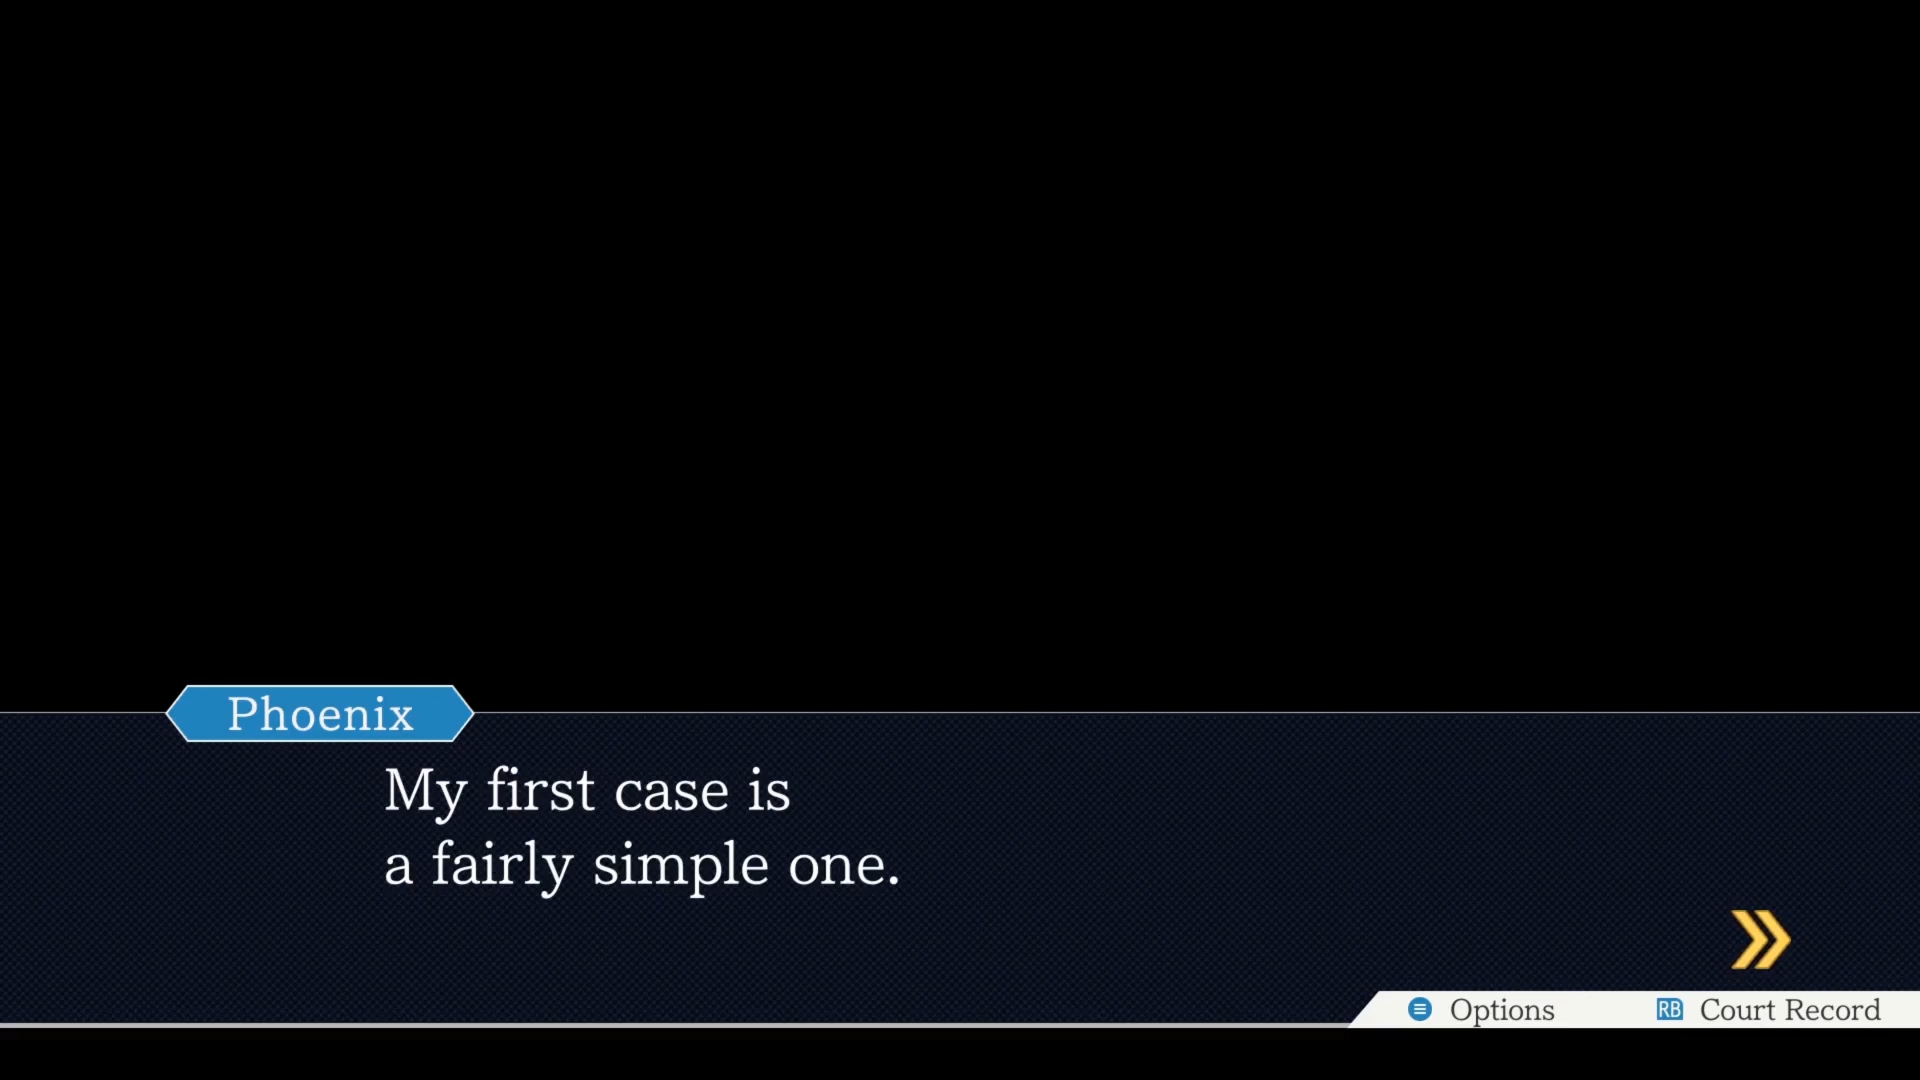 Phoenix
My first case is
a fairly simple one.
Options
RB Court Record